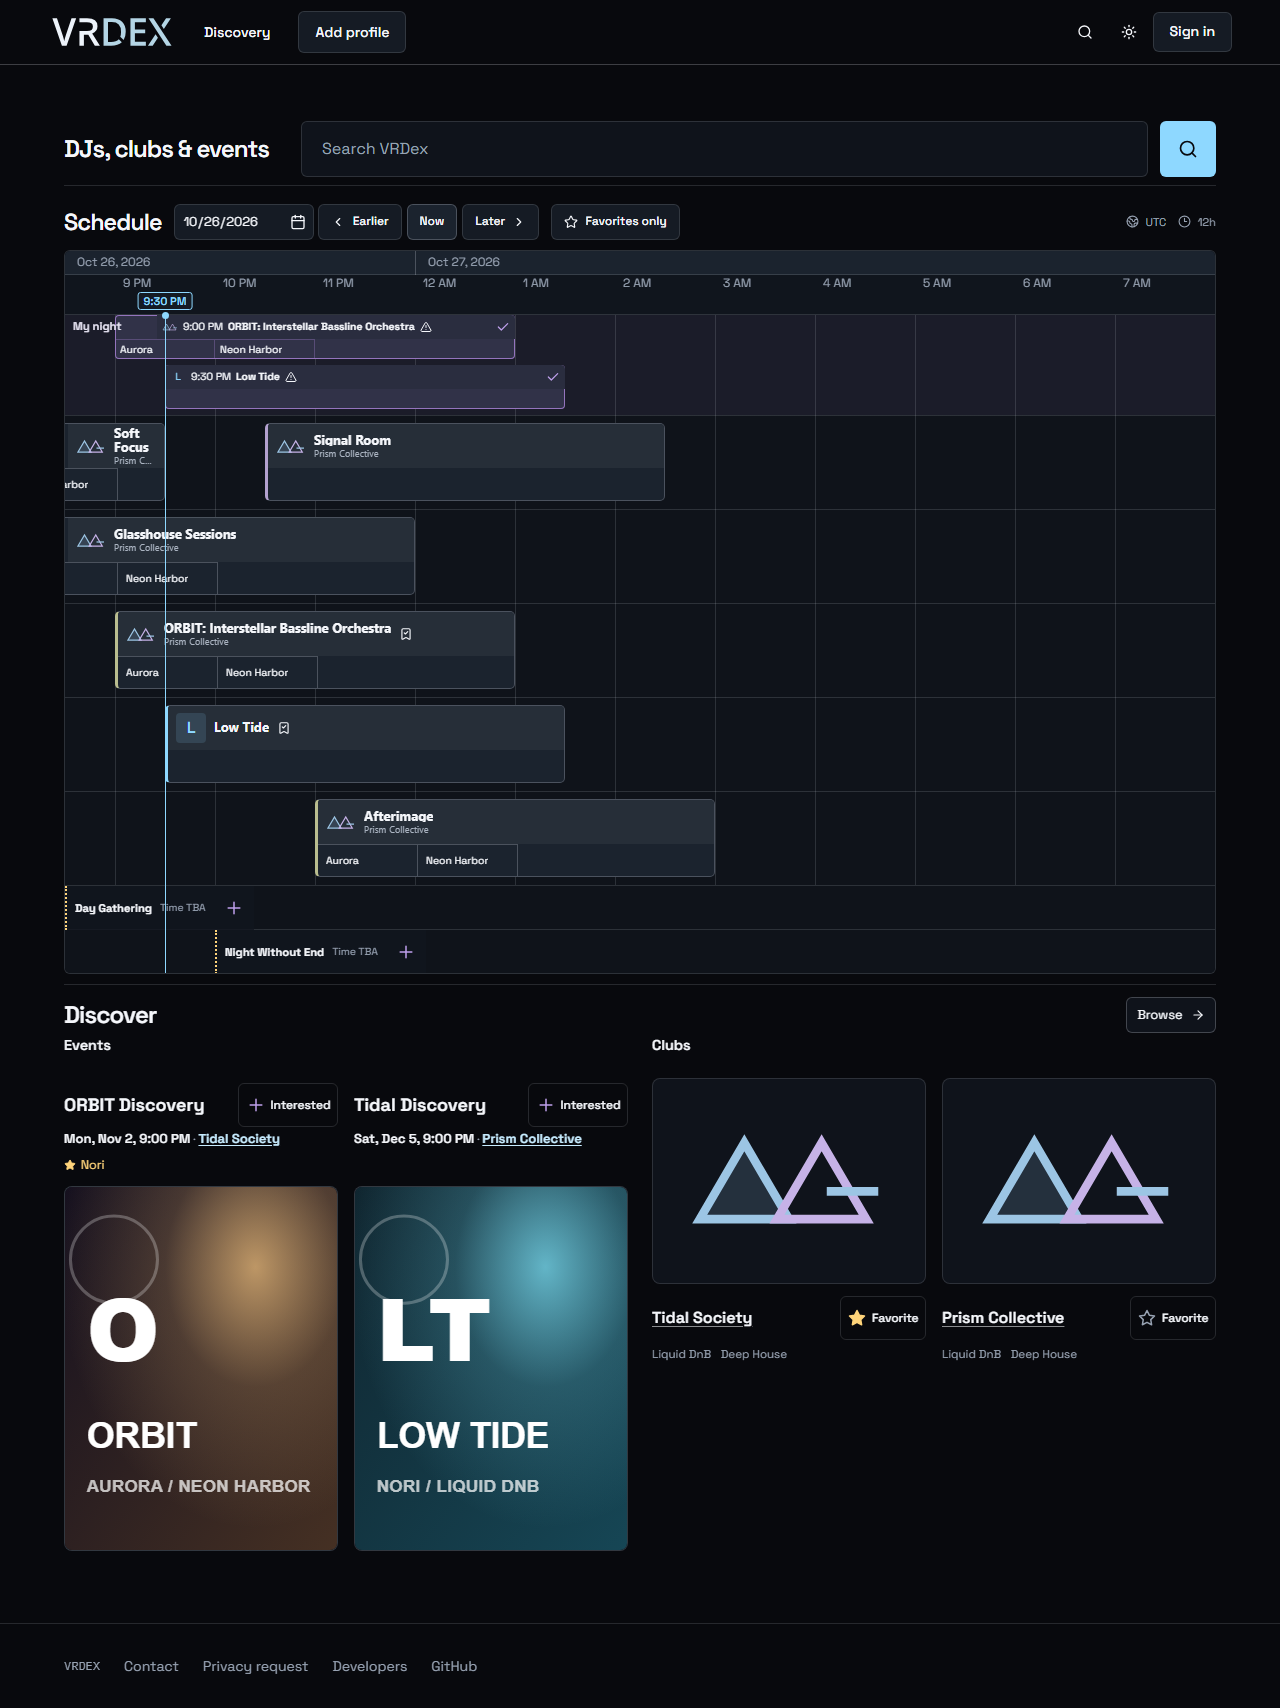 VRDEX
Discovery
Add profile
Sign in
DJs, clubs & events
Search VRDex
Schedule
10/26/2026
Earlier
Now
Later
Favorites only
UTC
12h
Oct 26, 2026
Oct 27, 2026
9 PM
10 PM
11 PM
12 AM
1 AM
2 AM
3 AM
4 AM
5 AM
6 AM
7 AM
9:30 PM
My night
9:00 PM ORBIT: Interstellar Bassline Orchestra
Aurora
Neon Harbor
L 9:30 PM Low Tide
Soft Focus
Prism C...
arbor
Signal Room
Prism Collective
Glasshouse Sessions
Prism Collective
Neon Harbor
ORBIT: Interstellar Bassline Orchestra
Prism Collective
Aurora
Neon Harbor
L
Low Tide
Afterimage
Prism Collective
Aurora
Neon Harbor
Day Gathering
Time TBA
Night Without End
Time TBA
Discover
Browse
Events
ORBIT Discovery
Interested
Mon, Nov 2, 9:00 PM · Tidal Society
Nori
O
ORBIT
AURORA / NEON HARBOR
Tidal Discovery
Interested
Sat, Dec 5, 9:00 PM · Prism Collective
LT
LOW TIDE
NORI / LIQUID DNB
Clubs
Tidal Society
Favorite
Liquid DnB Deep House
Prism Collective
Favorite
Liquid DnB Deep House
VRDEX
Contact
Privacy request
Developers
GitHub